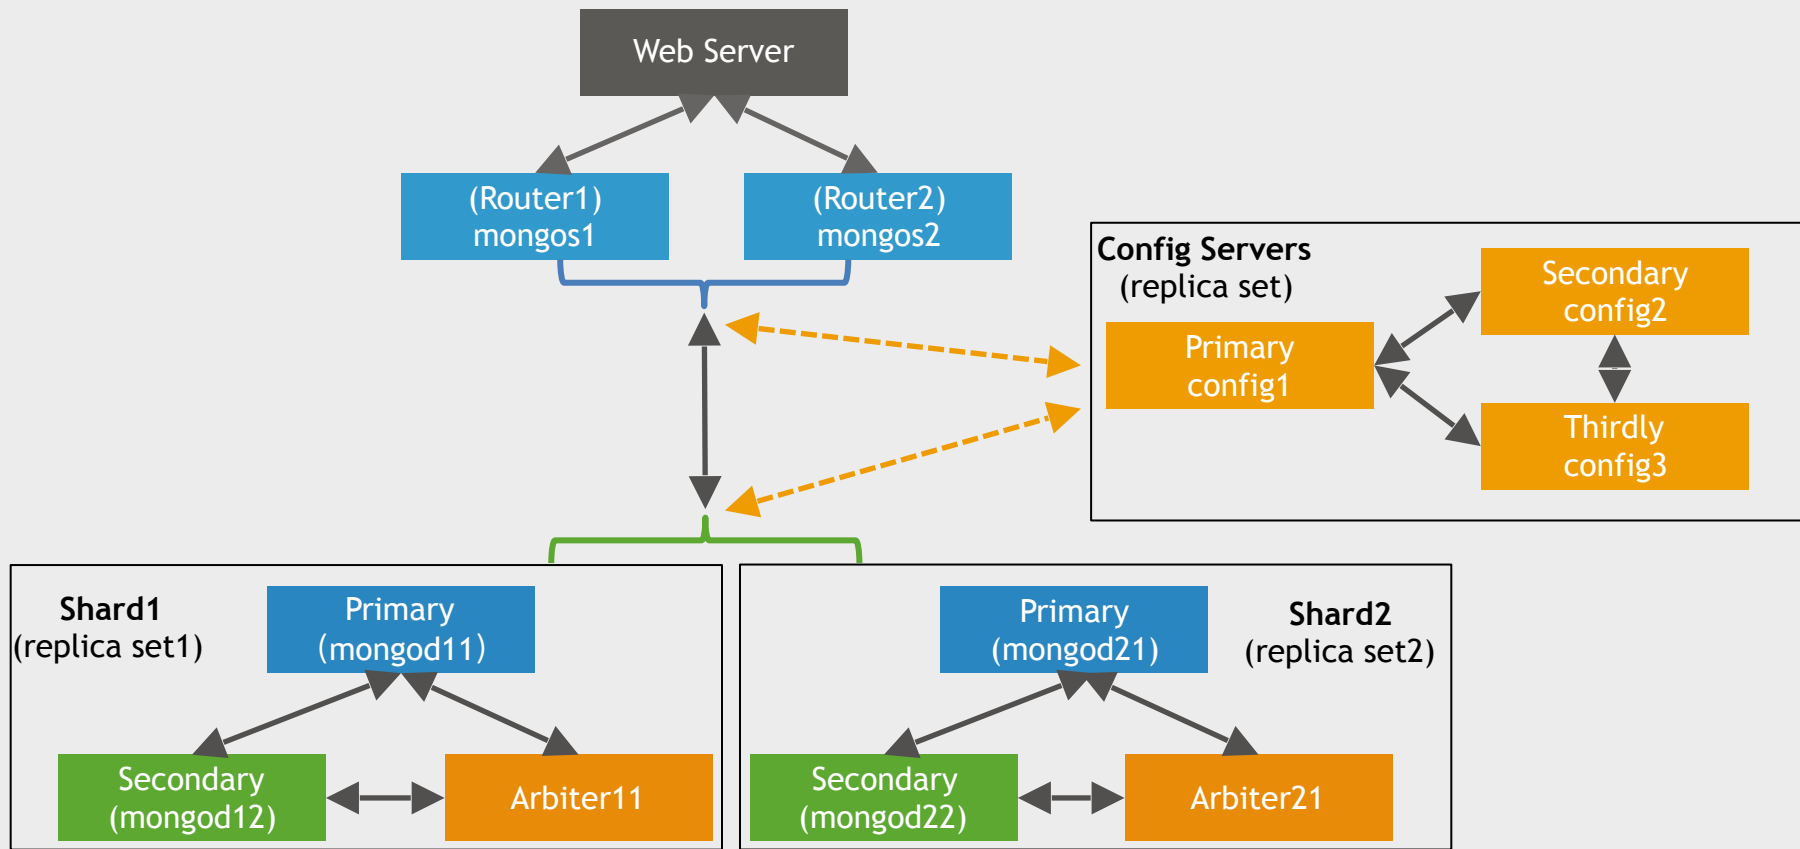 Web Server
(Router1)
mongos1
(Router2)
mongos2
Config Servers
(replica set)
Primary
config1
Secondary
config2
Thirdly
config3
Shard1
(replica set1)
Primary
(mongod11)
Secondary
(mongod12)
Arbiter11
Primary
(mongod21)
Shard2
(replica set2)
Secondary
(mongod22)
Arbiter21